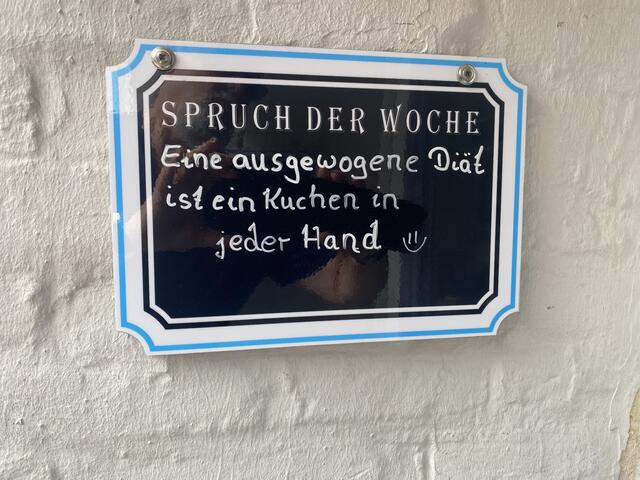 SPRUCH DER WOCHE
Eine ausgewogene Diät
ist ein Kuchen in
jeder Hand